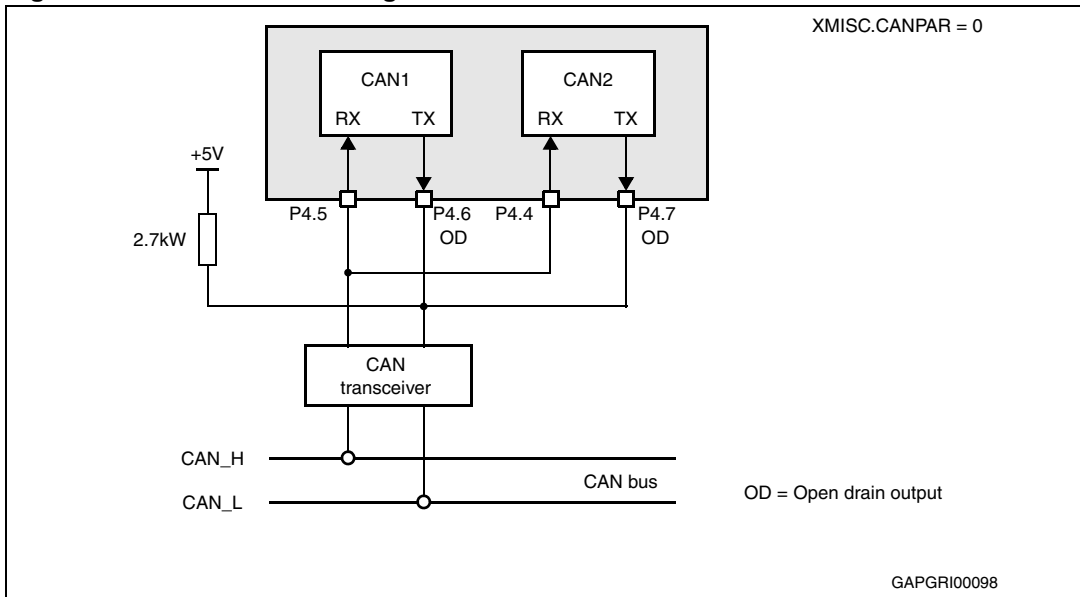 XMISC.CANPAR = 0
CAN1
CAN2
RX TX
RX TX
+5V
P4.5
P4.6
OD
P4.4
P4.7
OD
2.7kW
CAN
transceiver
CAN_H
CAN bus
CAN_L
OD = Open drain output
GAPGRI00098